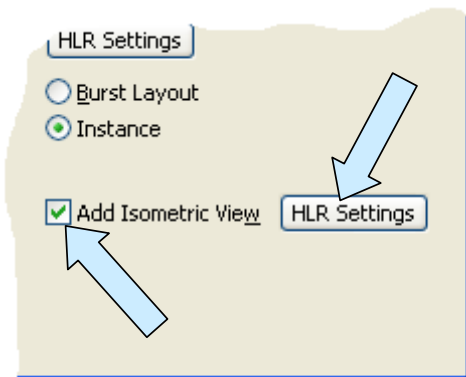 HLR Settings
Burst Layout
Instance
Add Isometric View HLR Settings